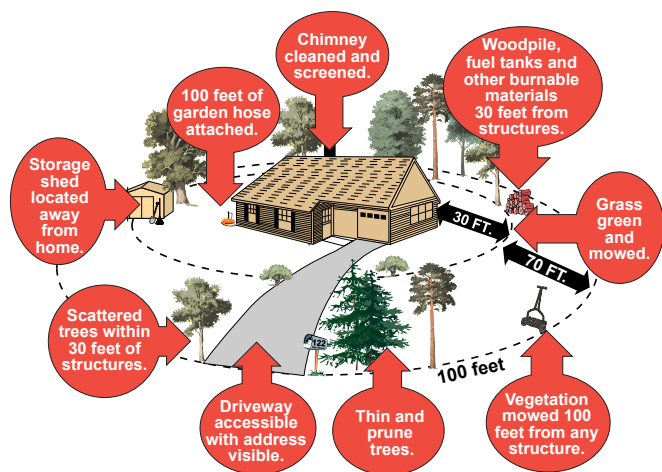 Chimney
cleaned and
screened.
Woodpile,
fuel tanks and
other burnable
materials
30 feet from
structures.
100 feet of
garden hose
attached.
Storage
shed
located
away
from
home.
Grass
green
and
mowed.
30 FT.
70 FT.
Scattered
trees within
30 feet of
structures.
122
100 feet
Driveway
accessible
with address
visible.
Thin and
prune
trees.
Vegetation
mowed 100
feet from any
structure.